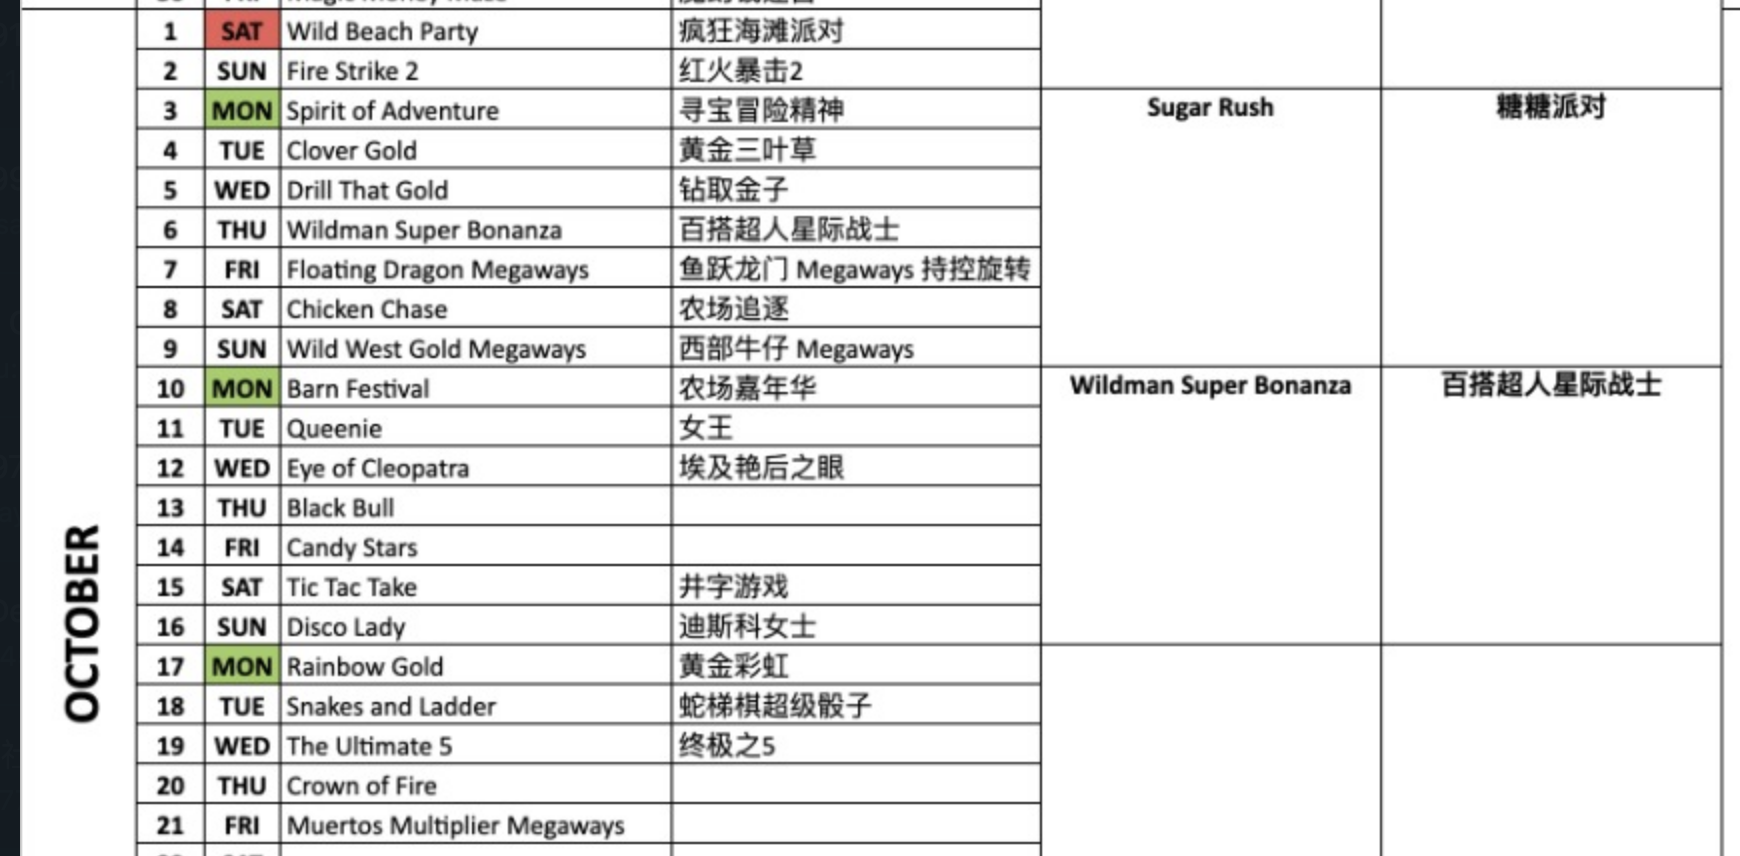 1 SAT Wild Beach Party 疯狂海滩派对
2 SUN Fire Strike 2 红火暴击2
3 MON Spirit of Adventure 寻宝冒险精神 Sugar Rush 糖糖派对
4 TUE Clover Gold 黄金三叶草
5 WED Drill That Gold 钻取金子
6 THU Wildman Super Bonanza 百搭超人星际战士
7 FRI Floating Dragon Megaways 鱼跃龙门 Megaways 持控旋转
8 SAT Chicken Chase 农场追逐
9 SUN Wild West Gold Megaways 西部牛仔 Megaways
10 MON Barn Festival 农场嘉年华 Wildman Super Bonanza 百搭超人星际战士
11 TUE Queenie 女王
12 WED Eye of Cleopatra 埃及艳后之眼
13 THU Black Bull
14 FRI Candy Stars
15 SAT Tic Tac Take 井字游戏
16 SUN Disco Lady 迪斯科女士
OCTOBER
17 MON Rainbow Gold 黄金彩虹
18 TUE Snakes and Ladder 蛇梯棋超级骰子
19 WED The Ultimate 5 终极之5
20 THU Crown of Fire
21 FRI Muertos Multiplier Megaways